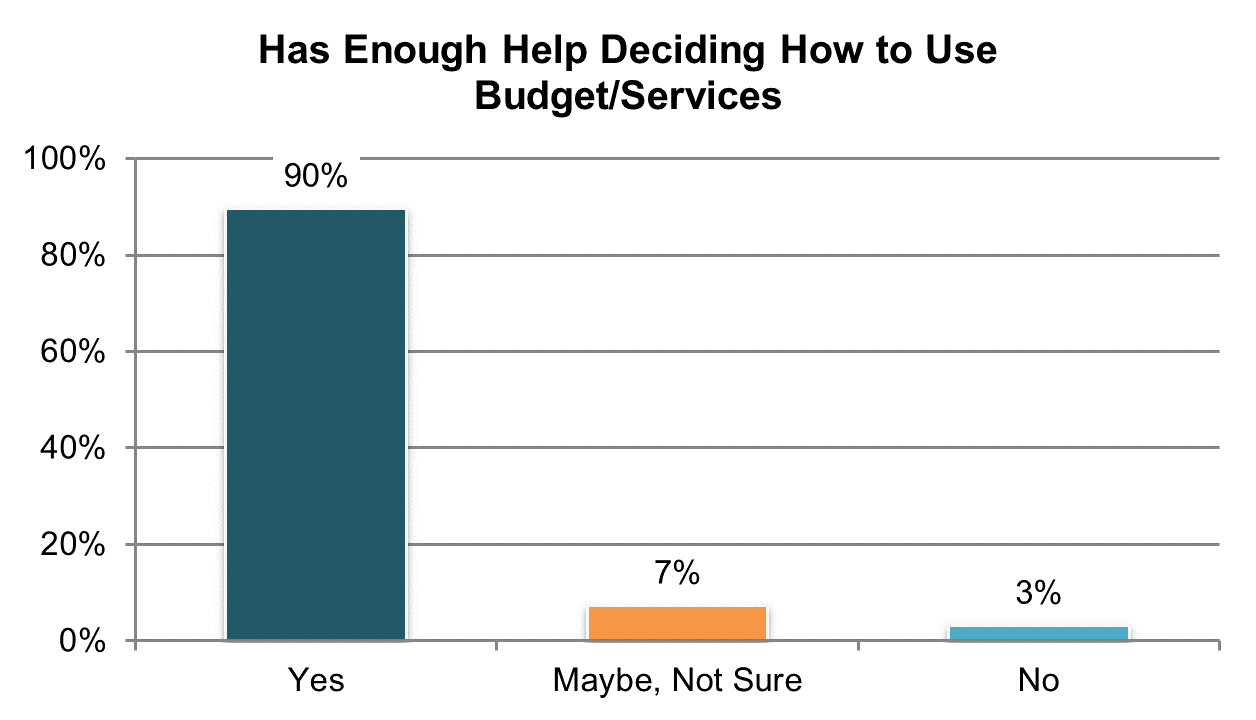 Has Enough Help Deciding How to Use
Budget/Services
100%
90%
80%
60%
40%
20%
7%
3%
0%
Yes
Maybe, Not Sure
No